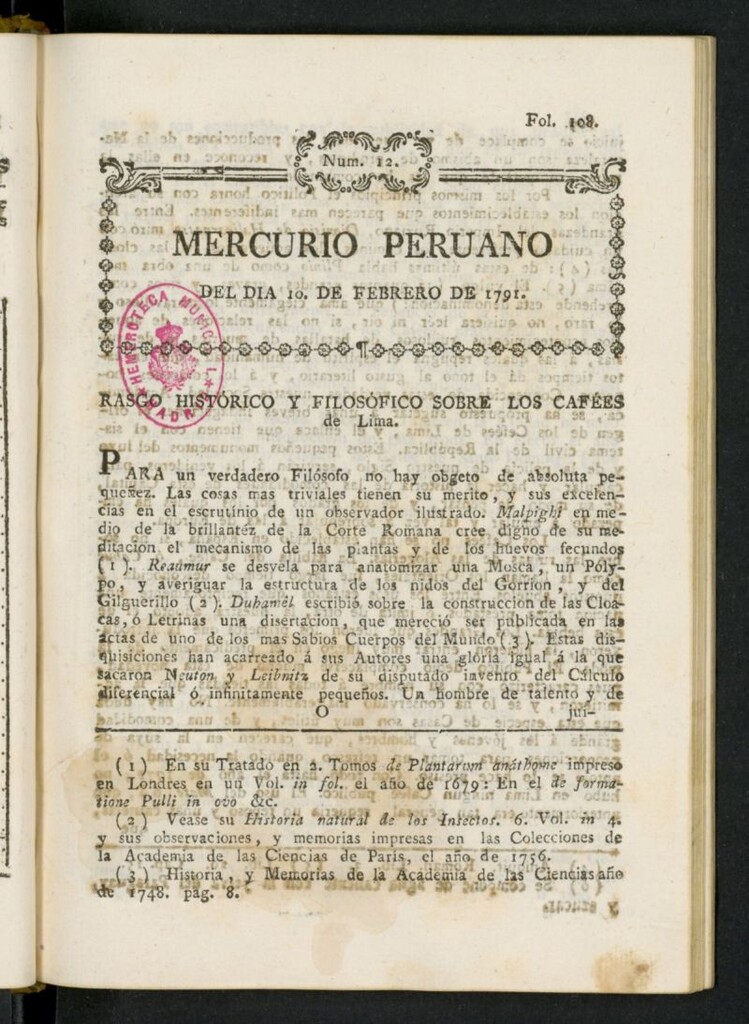 Fol. 108.
Num. 12.
MERCURIO PERUANO
DEL DIA 10. DE FEBRERO DE 1791.
HEMEROTECA MUNICIPAL
MADRID
RASGO HISTÓRICO Y FILOSÓFICO SOBRE LOS CAFÉES
de Lima.
PARA un verdadero Filósofo no hay obgeto de absoluta pe-
queñez. Las cosas mas triviales tienen su merito, y sus excelen-
cias en el escrutinio de un observador ilustrado. Malpighi en me-
dio de la brillantéz de la Corte Romana cree digno de su me-
ditacion el mecanismo de las plantas y de los huevos fecundos
(1). Reaúmur se desvela para anatomizar una Mosca, un Póly-
po, y averiguar la estructura de los nidos del Gorrion, y del
Gilguerillo (2). Duhamél escribió sobre la construccion de las Cloá-
cas, ó Letrinas una disertacion, que mereció ser publicada en las
actas de uno de los mas Sabios Cuerpos del Mundo (3). Estas dis-
quisiciones han acarreado á sus Autores una gloria igual á la que
sacaron Neuton y Leibnitz de su disputado invento del Cálculo
diferencial ó infinitamente pequeños. Un hombre de talento y de
O jui-
(1) En su Tratado en 2. Tomos de Plantarum anáthome impreso
en Londres en un Vol. in fol. el año de 1679: En el de forma-
tione Pulli in ovo &c.
(2) Vease su Historia natural de los Insectos. 6. Vol. in 4.
y sus observaciones, y memorias impresas en las Colecciones de
la Academia de las Ciencias de Paris, el año de 1756.
(3) Historia, y Memorias de la Academia de las Ciencias año
de 1748. pag. 8.